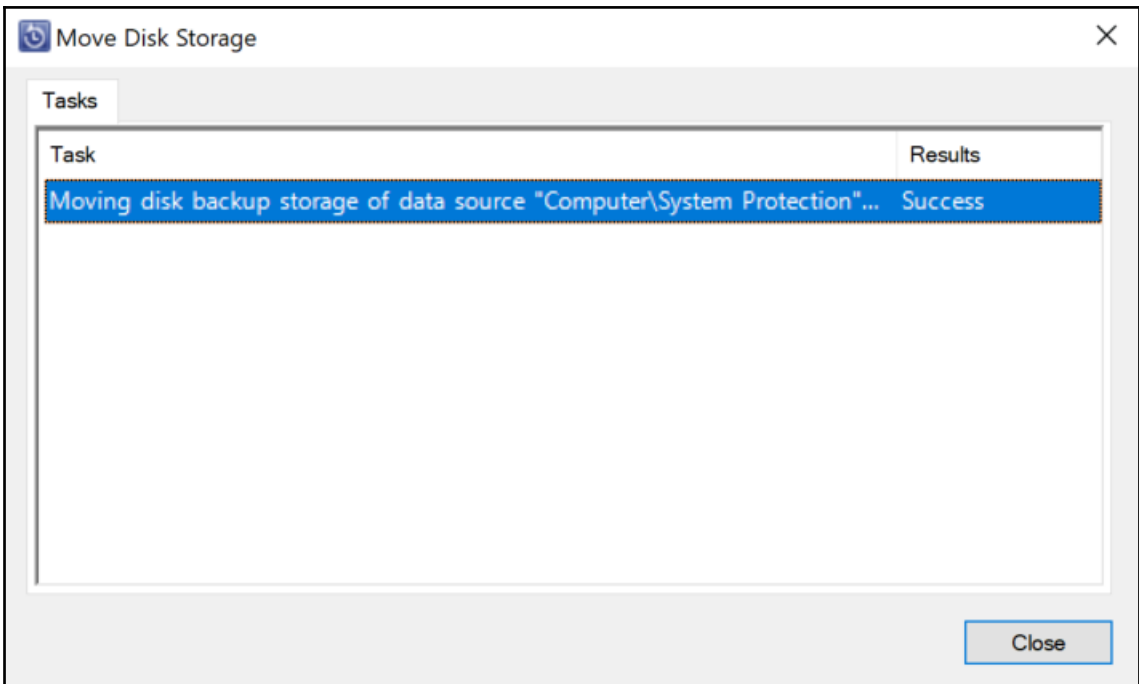 Move Disk Storage
Tasks
Task Results
Moving disk backup storage of data source "Computer\System Protection"... Success
Close